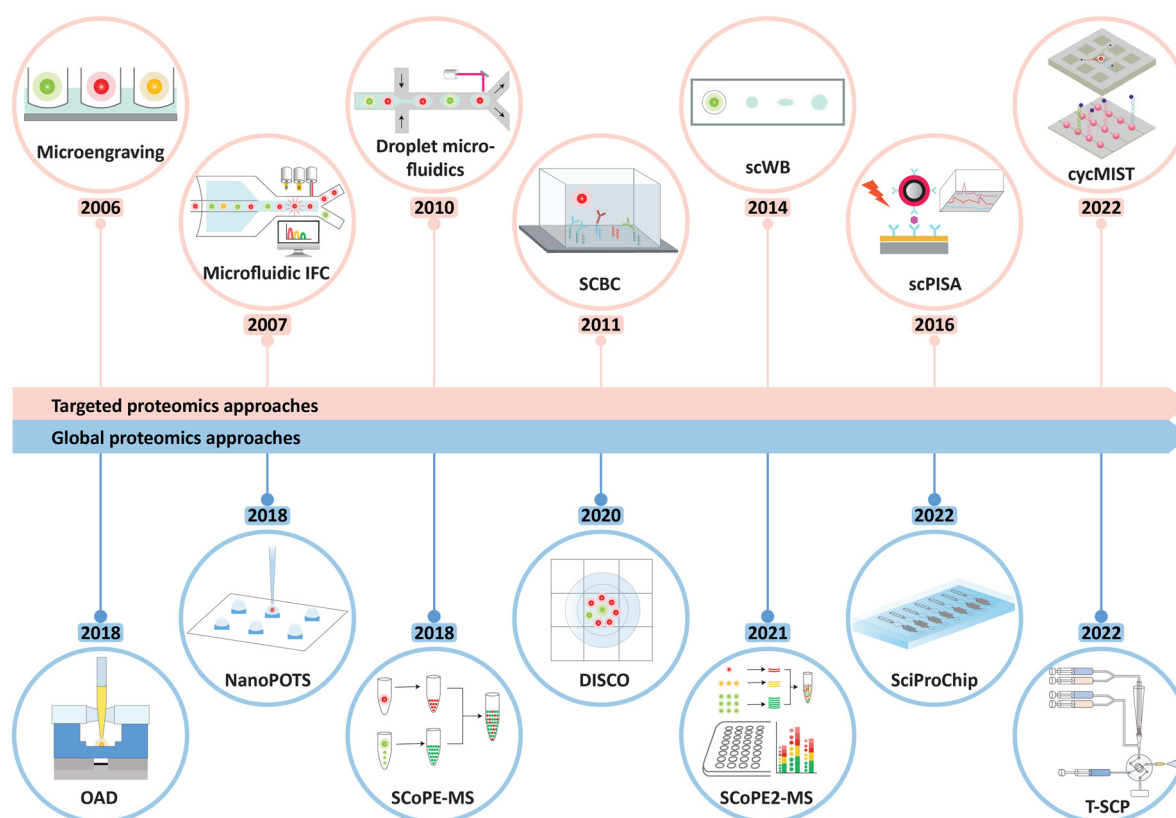 Microengraving
2006
Microfluidic IFC
2007
Droplet micro-
fluidics
2010
SCBC
2011
scWB
2014
scPISA
2016
cycMIST
2022
Targeted proteomics approaches
Global proteomics approaches
2018
OAD
2018
NanoPOTS
2018
SCoPE-MS
2020
DISCO
2021
SCoPE2-MS
2022
SciProChip
2022
T-SCP